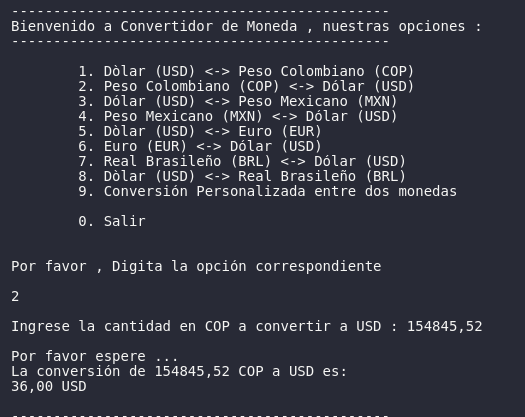 ---------------------------------------------
Bienvenido a Convertidor de Moneda , nuestras opciones :
---------------------------------------------
1. Dòlar (USD) <-> Peso Colombiano (COP)
2. Peso Colombiano (COP) <-> Dólar (USD)
3. Dólar (USD) <-> Peso Mexicano (MXN)
4. Peso Mexicano (MXN) <-> Dólar (USD)
5. Dòlar (USD) <-> Euro (EUR)
6. Euro (EUR) <-> Dólar (USD)
7. Real Brasileño (BRL) <-> Dólar (USD)
8. Dòlar (USD) <-> Real Brasileño (BRL)
9. Conversión Personalizada entre dos monedas
0. Salir
Por favor , Digita la opción correspondiente
2
Ingrese la cantidad en COP a convertir a USD : 154845,52
Por favor espere ...
La conversión de 154845,52 COP a USD es:
36,00 USD
---------------------------------------------